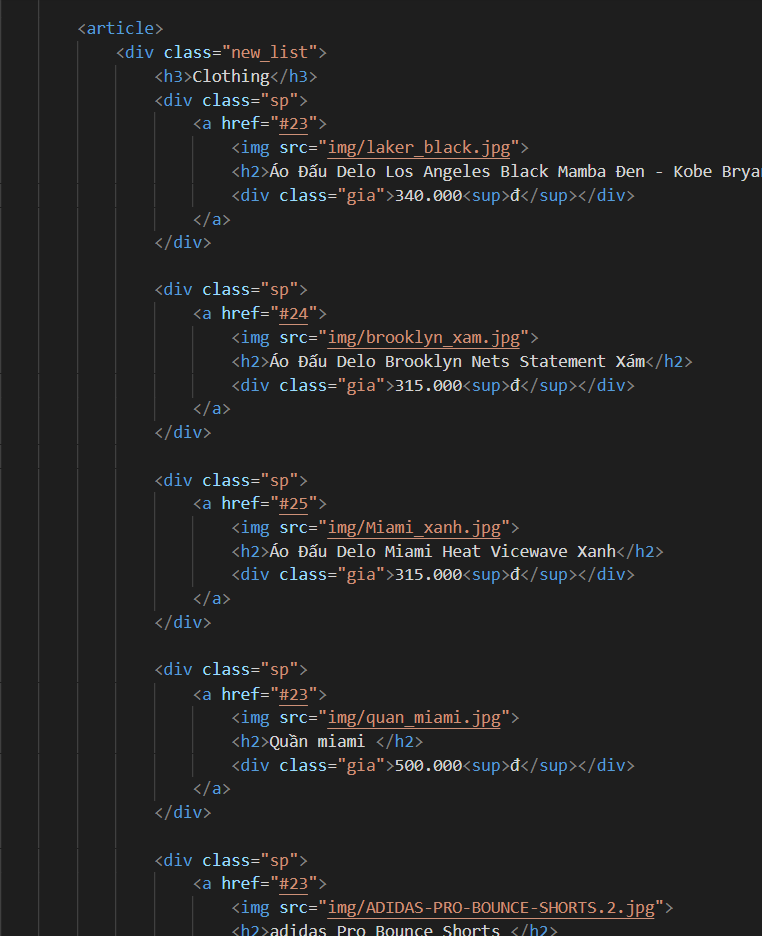 <article>
<div class="new_list">
<h3>Clothing</h3>
<div class="sp">
<a href="#23">
<img src="img/laker_black.jpg">
<h2>Áo Đấu Delo Los Angeles Black Mamba Đen - Kobe Brya
<div class="gia">340.000<sup>đ</sup></div>
</a>
</div>
<div class="sp">
<a href="#24">
<img src="img/brooklyn_xam.jpg">
<h2>Áo Đấu Delo Brooklyn Nets Statement Xám</h2>
<div class="gia">315.000<sup>đ</sup></div>
</a>
</div>
<div class="sp">
<a href="#25">
<img src="img/Miami_xanh.jpg">
<h2>Áo Đấu Delo Miami Heat Vicewave Xanh</h2>
<div class="gia">315.000<sup>đ</sup></div>
</a>
</div>
<div class="sp">
<a href="#23">
<img src="img/quan_miami.jpg">
<h2>Quần miami </h2>
<div class="gia">500.000<sup>đ</sup></div>
</a>
</div>
<div class="sp">
<a href="#23">
<img src="img/ADIDAS-PRO-BOUNCE-SHORTS.2.jpg">
<h2>adidas Pro Bounce Shorts </h2>